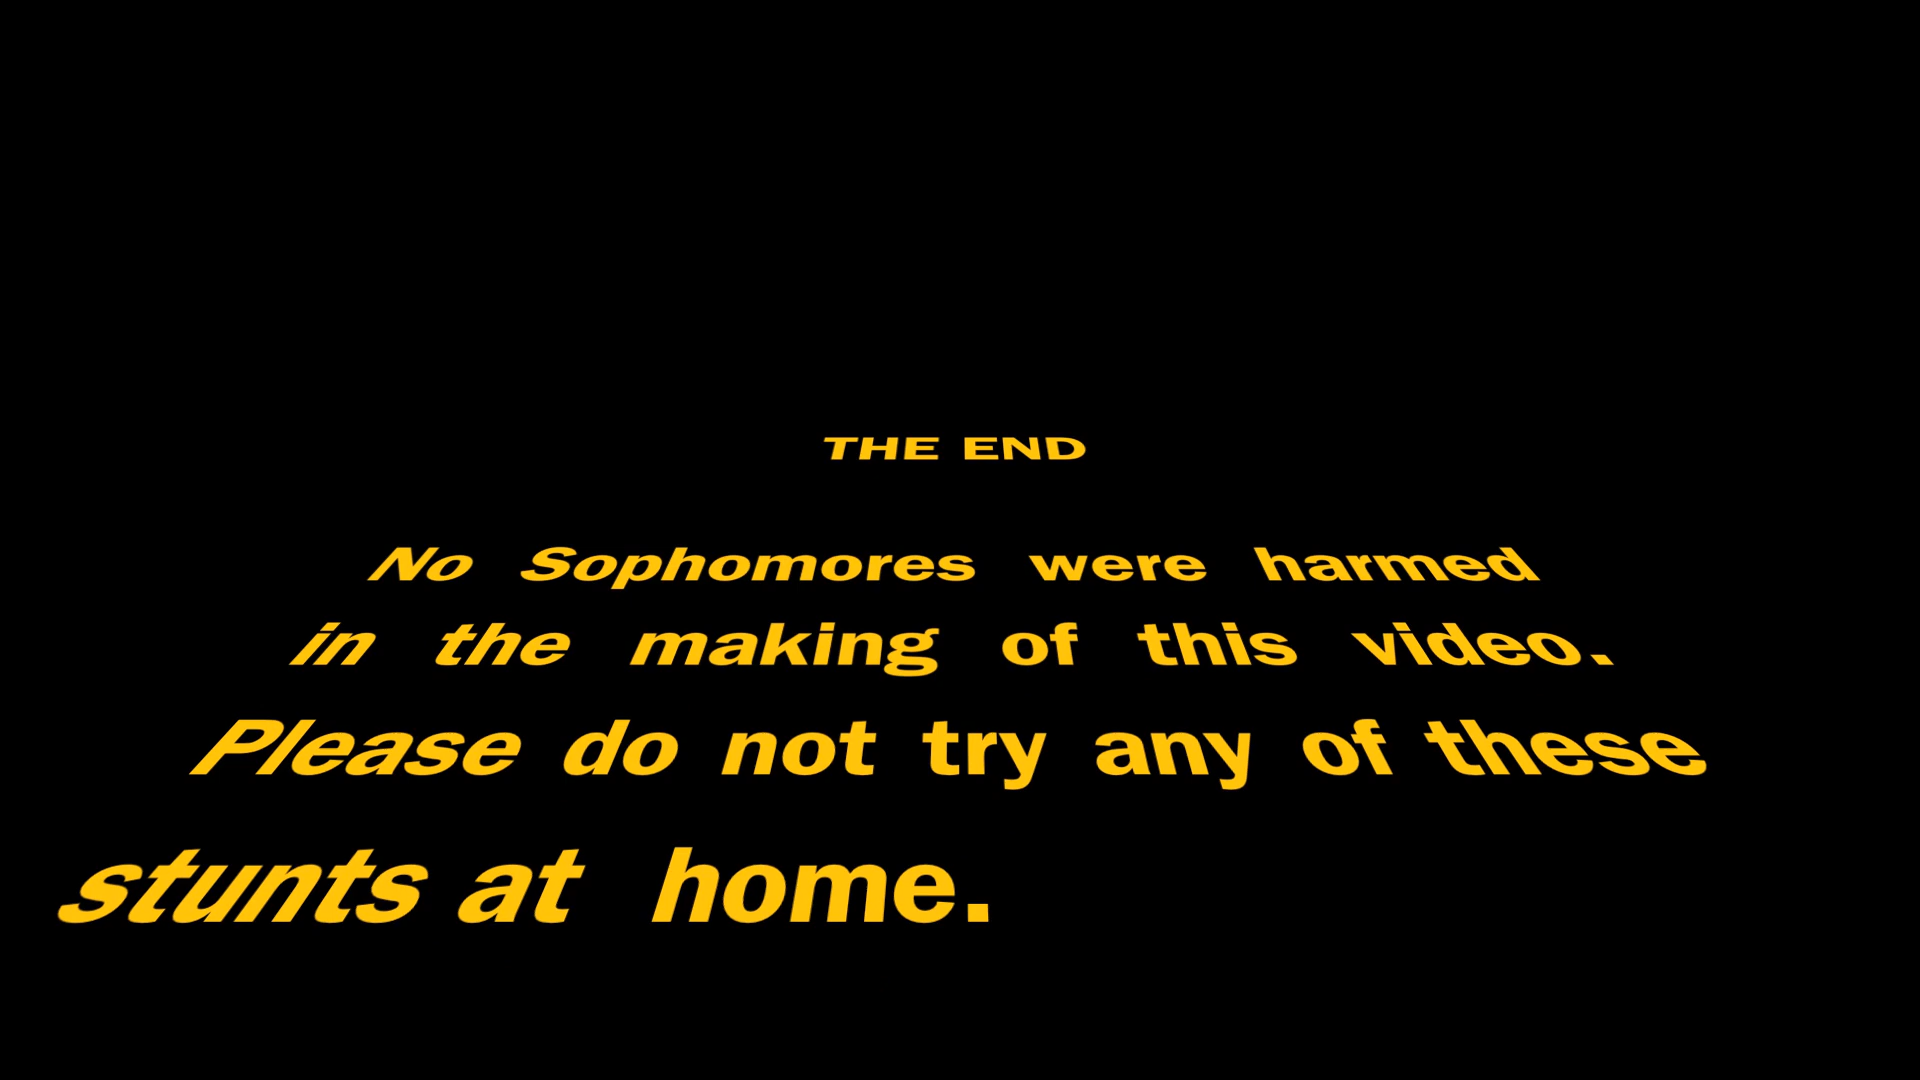 THE END
No Sophomores were harmed
in the making of this video.
Please do not try any of these
stunts at home.